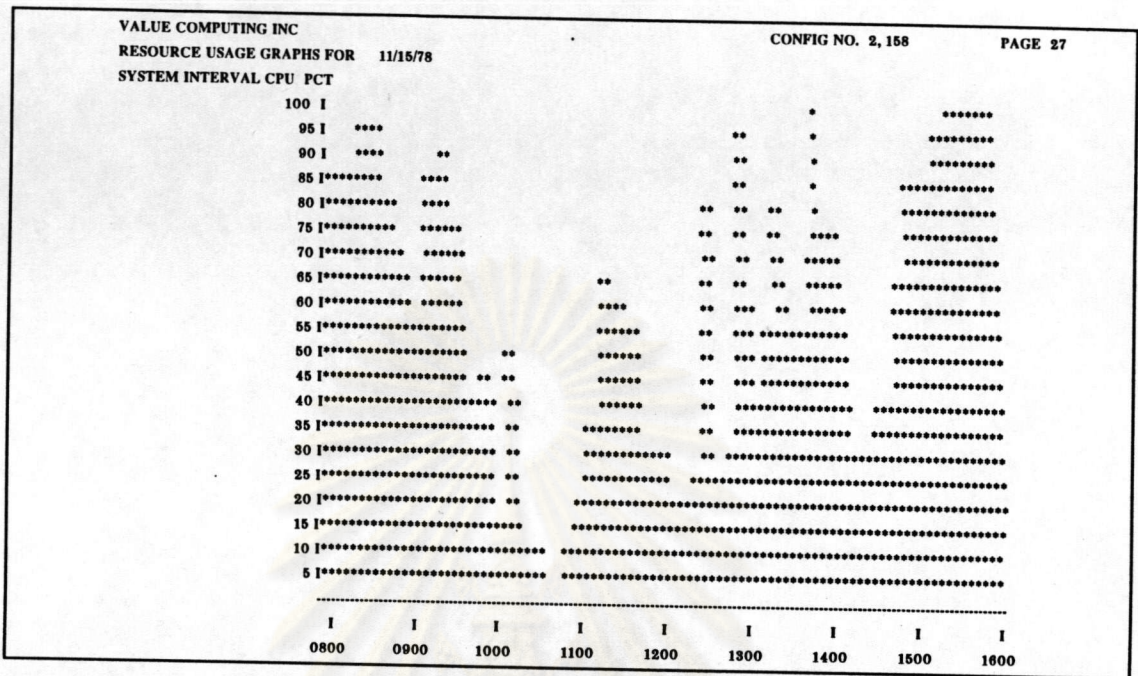 VALUE COMPUTING INC CONFIG NO. 2, 158 PAGE 27
RESOURCE USAGE GRAPHS FOR 11/15/78
SYSTEM INTERVAL CPU PCT
100 I
95 I
90 I
85 I
80 I
75 I
70 I
65 I
60 I
55 I
50 I
45 I
40 I
35 I
30 I
25 I
20 I
15 I
10 I
5 I
I I I I I I I I I
0800 0900 1000 1100 1200 1300 1400 1500 1600